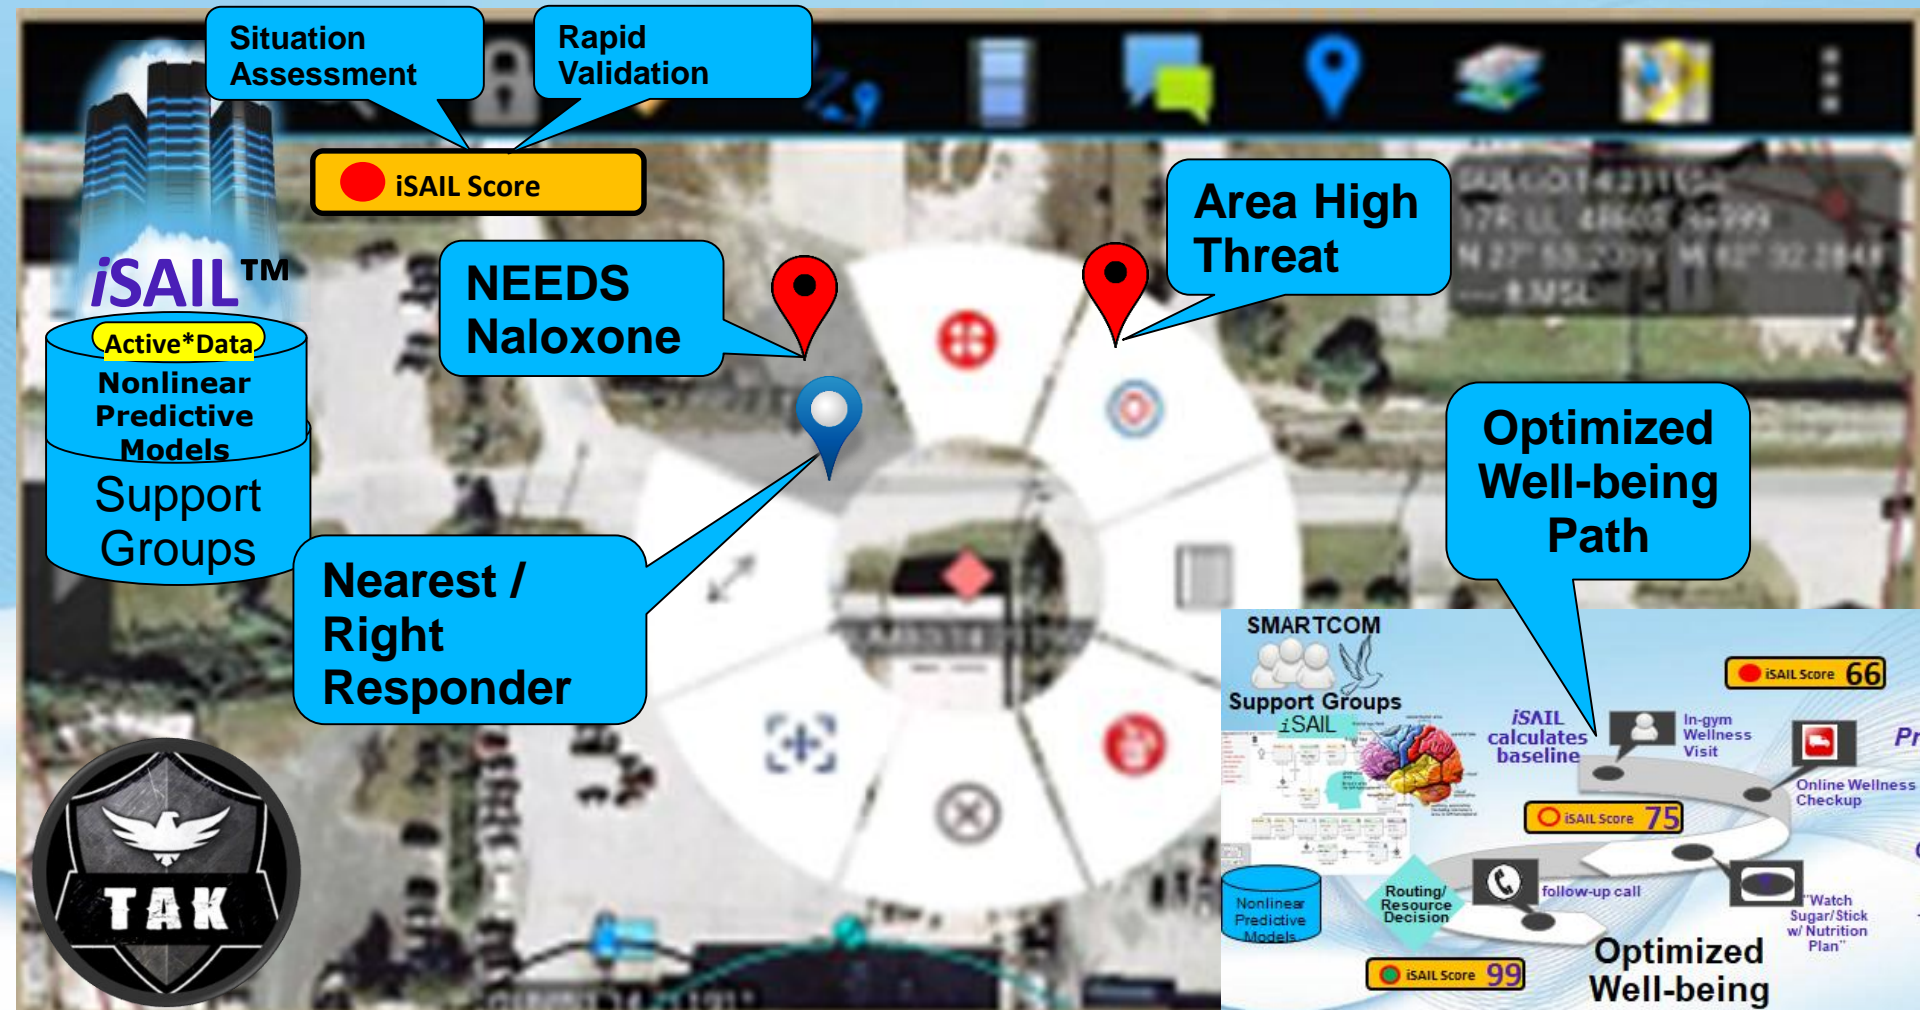 Situation
Assessment
Rapid
Validation
iSAIL Score
iSAIL™
Active*Data
Nonlinear
Predictive
Models
Support
Groups
NEEDS
Naloxone
Area High
Threat
Nearest /
Right
Responder
Optimized
Well-being
Path
TAK
SMARTCOM
Support Groups
iSAIL
iSAIL
calculates
baseline
In-gym
Wellness
Visit
iSAIL Score 66
Online Wellness
Checkup
iSAIL Score 75
Routing/
Resource
Decision
follow-up call
"Watch
Sugar/Stick
w/ Nutrition
Plan"
Nonlinear
Predictive
Models
iSAIL Score 99
Optimized
Well-being